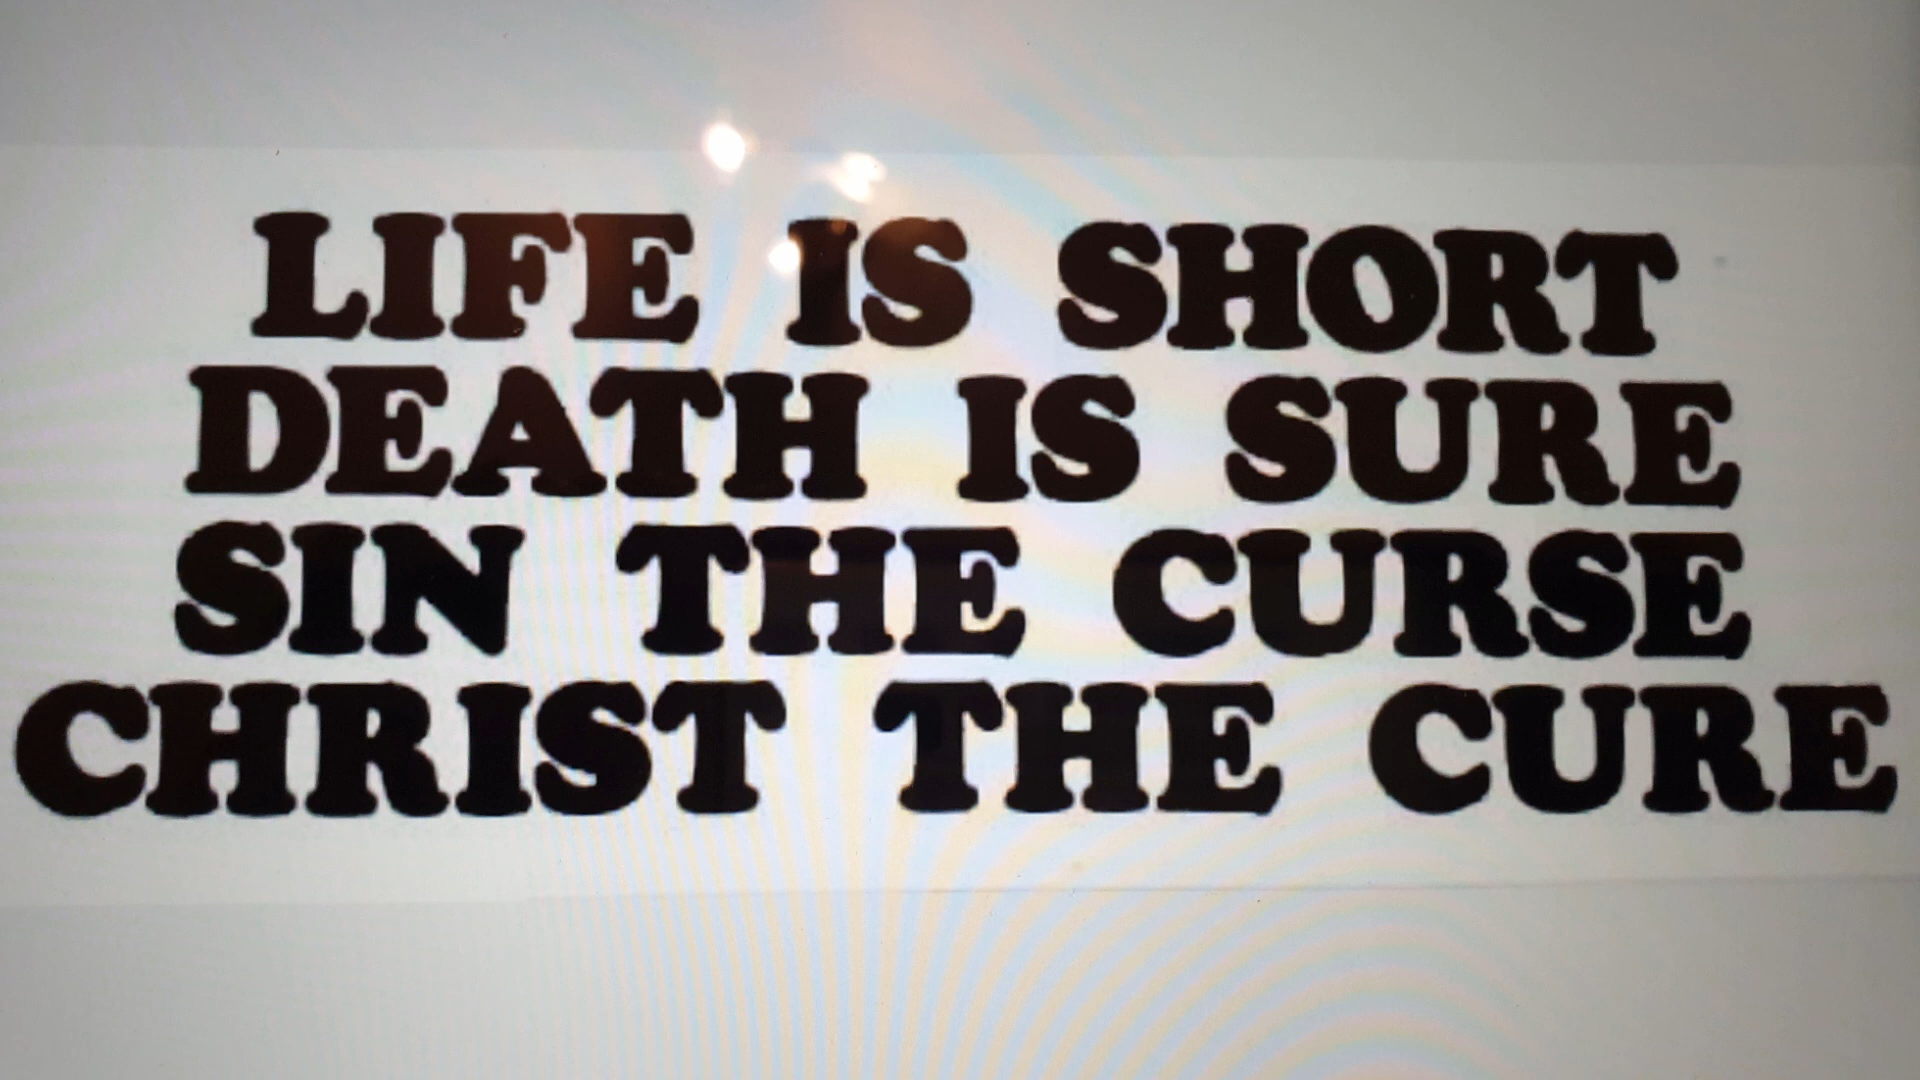 LIFE IS SHORT
DEATH IS SURE
SIN THE CURSE
CHRIST THE CURE